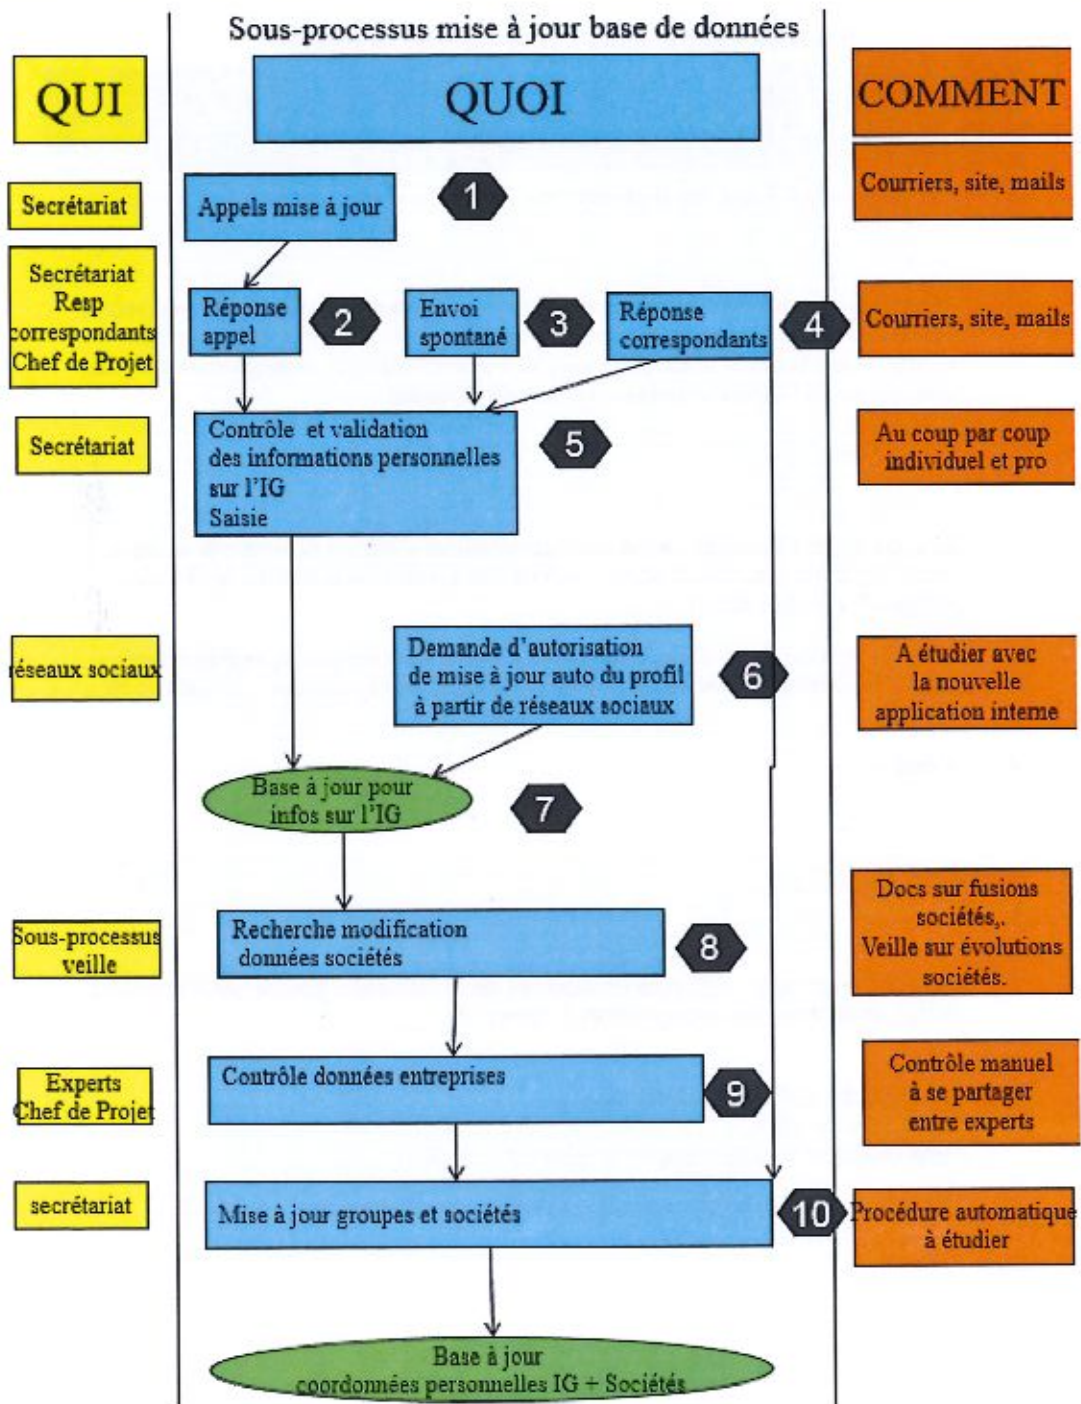 Sous-processus mise à jour base de données
QUI
QUOI
COMMENT
Secrétariat
Appels mise à jour
1
Courriers, site, mails
Secrétariat
Resp
correspondants
Chef de Projet
Réponse
appel
2
Envoi
spontané
3
Réponse
correspondants
4
Courriers, site, mails
Secrétariat
Contrôle et validation
des informations personnelles
sur l'IG
Saisie
5
Au coup par coup
individuel et pro
réseaux sociaux
Demande d'autorisation
de mise à jour auto du profil
à partir de réseaux sociaux
6
A étudier avec
la nouvelle
application interne
Base à jour pour
infos sur l'IG
7
Sous-processus
veille
Recherche modification
données sociétés
8
Docs sur fusions
sociétés,.
Veille sur évolutions
sociétés.
Experts
Chef de Projet
Contrôle données entreprises
9
Contrôle manuel
à se partager
entre experts
secrétariat
Mise à jour groupes et sociétés
10
Procédure automatique
à étudier
Base à jour
coordonnées personnelles IG + Sociétés